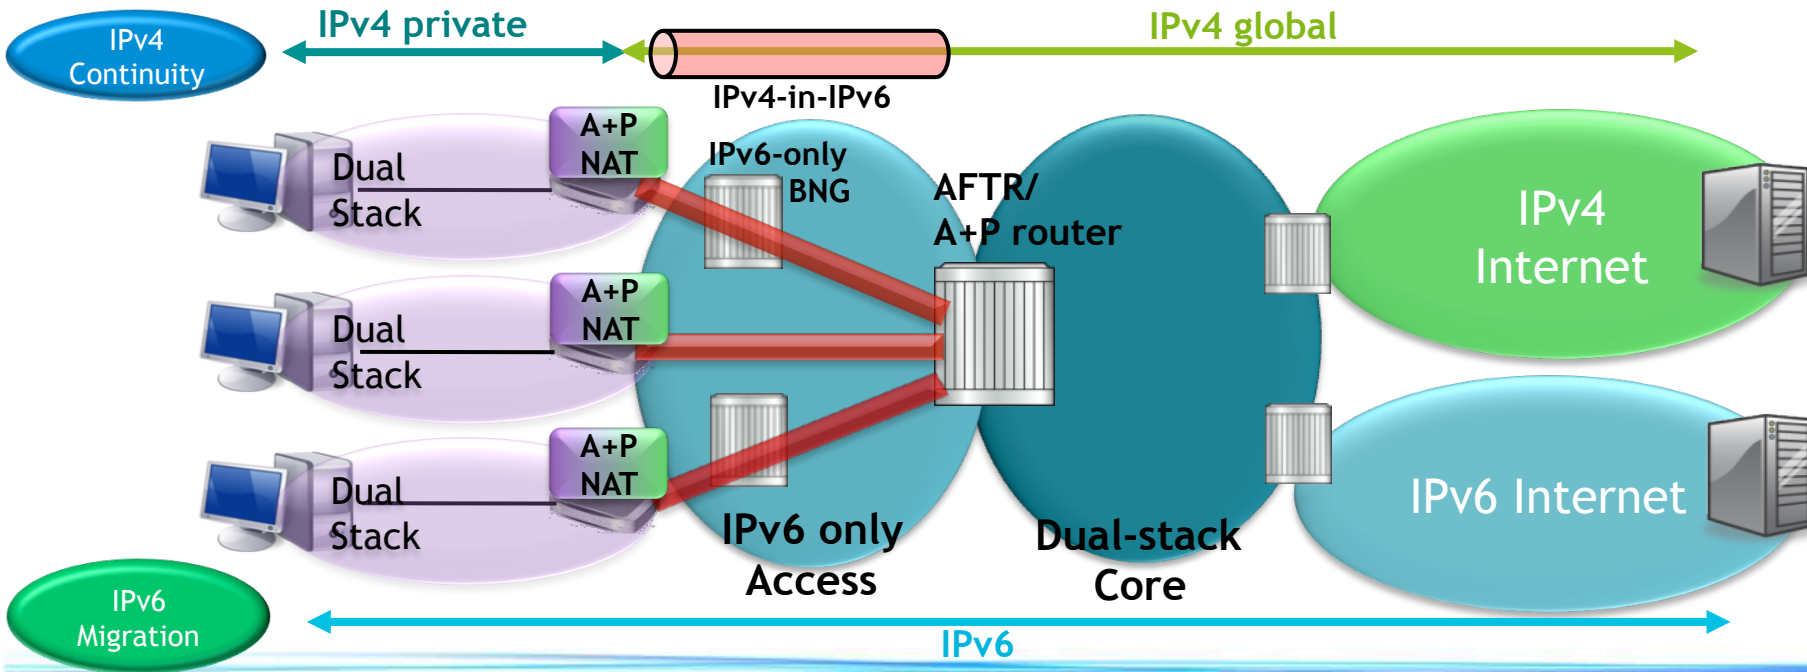 IPv4
Continuity
IPv4 private
IPv4 global
IPv4-in-IPv6
A+P
NAT
Dual
Stack
IPv6-only
BNG
AFTR/
A+P router
IPv4
Internet
A+P
NAT
Dual
Stack
A+P
NAT
Dual
Stack
IPv6 only
Access
Dual-stack
Core
IPv6 Internet
IPv6
Migration
IPv6